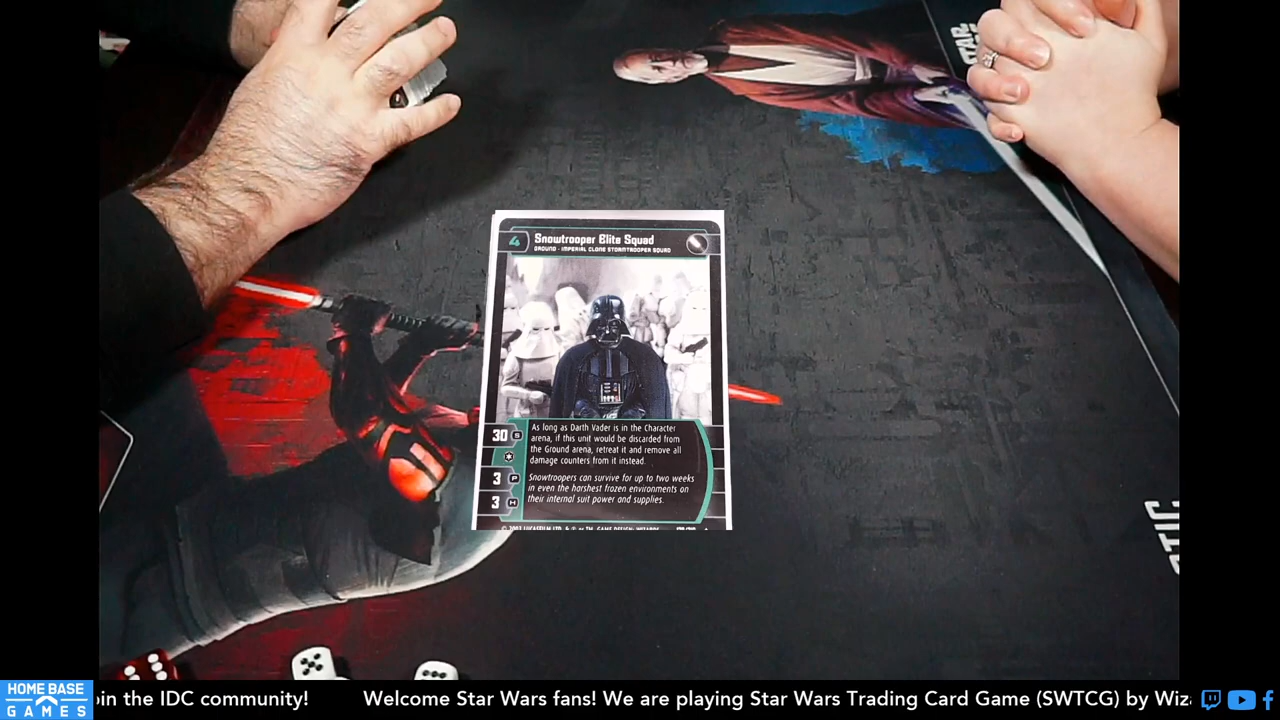 STAR
4 Snowtrooper Elite Squad
GROUND - IMPERIAL CLONE STORMTROOPER SQUAD
As long as Darth Vader is in the Character
arena, if this unit would be discarded from
the Ground arena, retreat it and remove all
damage counters from it instead.
Snowtroopers can survive for up to two weeks
in even the harshest frozen environments on
their internal suit power and supplies.
30 S
3 P
3 H
HOME BASE
GAMES
oin the IDC community!
Welcome Star Wars fans! We are playing Star Wars Trading Card Game (SWTCG) by Wiz